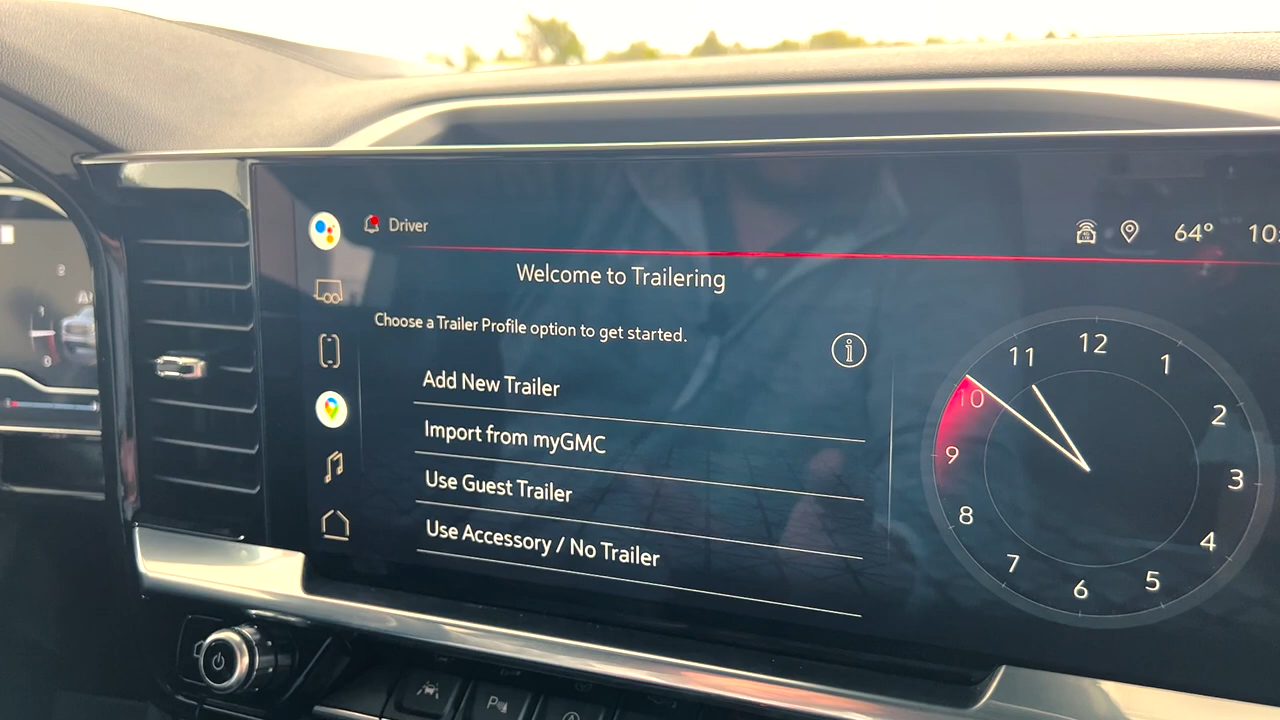 Driver
64°
10:
Welcome to Trailering
Choose a Trailer Profile option to get started.
Add New Trailer
Import from myGMC
Use Guest Trailer
Use Accessory / No Trailer
12
1
2
3
4
5
6
7
8
9
10
11